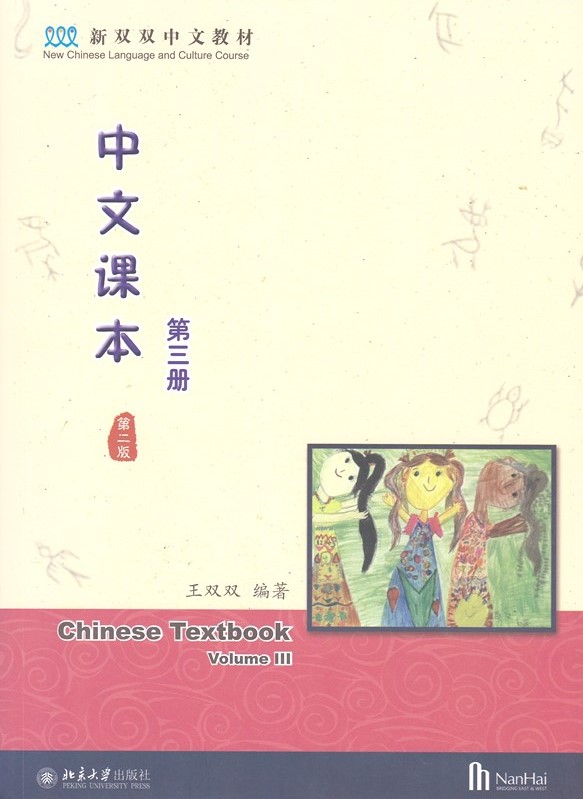 新双双中文教材
New Chinese Language and Culture Course
中文课本
第三册
第二版
王双双 编著
Chinese Textbook
Volume III
北京大学出版社
PEKING UNIVERSITY PRESS
NanHai
BRIDGING EAST & WEST